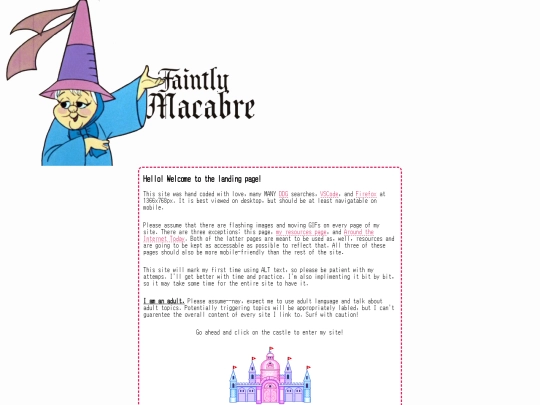 Faintly
Macabre
Hello! Welcome to the landing page!
This site was hand coded with love, many MANY DDG searches, VSCode, and Firefox at
1366x768px. It is best viewed on desktop, but should be at least navigatable on
mobile.
Please assume that there are flashing images and moving GIFs on every page of my
site. There are three exceptions: this page, my resources page, and Around the
Internet Today. Both of the latter pages are meant to be used as, well, resources and
are going to be kept as accessable as possible to reflect that. All three of these
pages should also be more mobile-friendly than the rest of the site.
This site will mark my first time using ALT text, so please be patient with my
attemps. I'll get better with time and practice. I'm also implimenting it bit by bit,
so it may take some time for the entire site to have it.
I am an adult. Please assume—nay, expect me to use adult language and talk about
adult topics. Potentially triggering topics will be appropriately labled, but I can't
guarentee the overall content of every site I link to. Surf with caution!
Go ahead and click on the castle to enter my site!